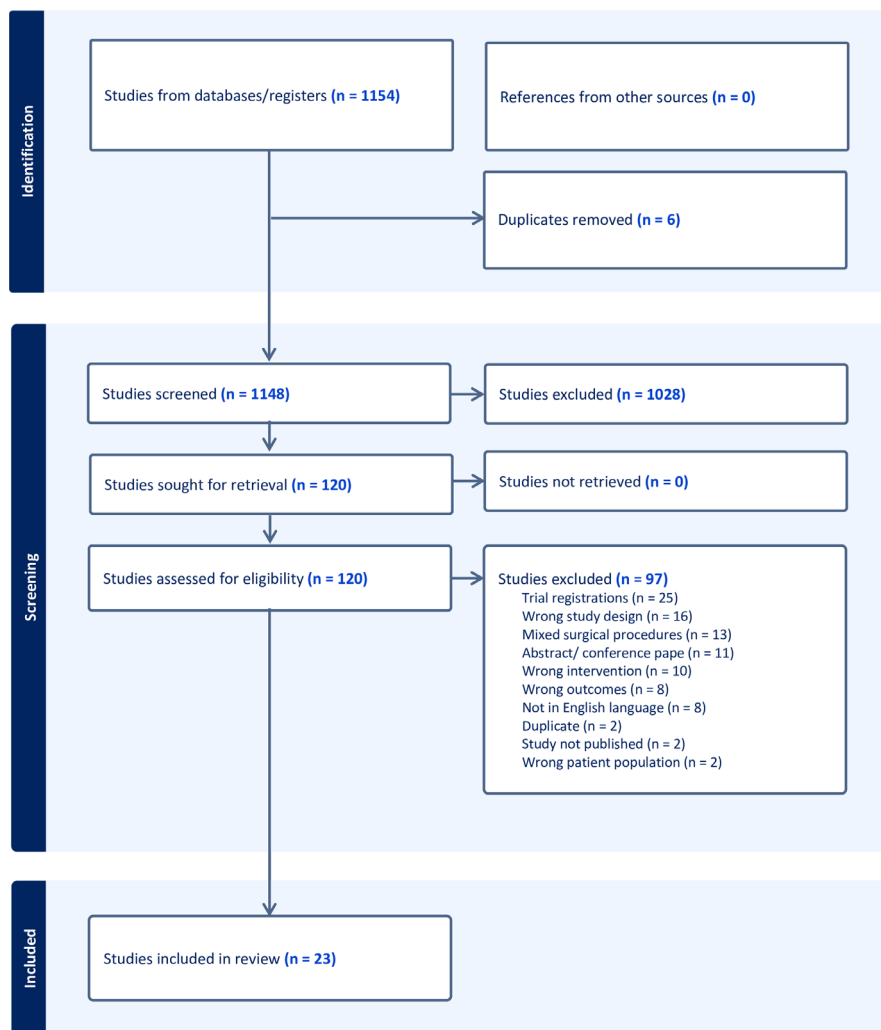 Identification
Studies from databases/registers (n = 1154)
References from other sources (n = 0)
Duplicates removed (n = 6)
Screening
Studies screened (n = 1148)
Studies excluded (n = 1028)
Studies sought for retrieval (n = 120)
Studies not retrieved (n = 0)
Studies assessed for eligibility (n = 120)
Studies excluded (n = 97)
Trial registrations (n = 25)
Wrong study design (n = 16)
Mixed surgical procedures (n = 13)
Abstract/ conference pape (n = 11)
Wrong intervention (n = 10)
Wrong outcomes (n = 8)
Not in English language (n = 8)
Duplicate (n = 2)
Study not published (n = 2)
Wrong patient population (n = 2)
Included
Studies included in review (n = 23)